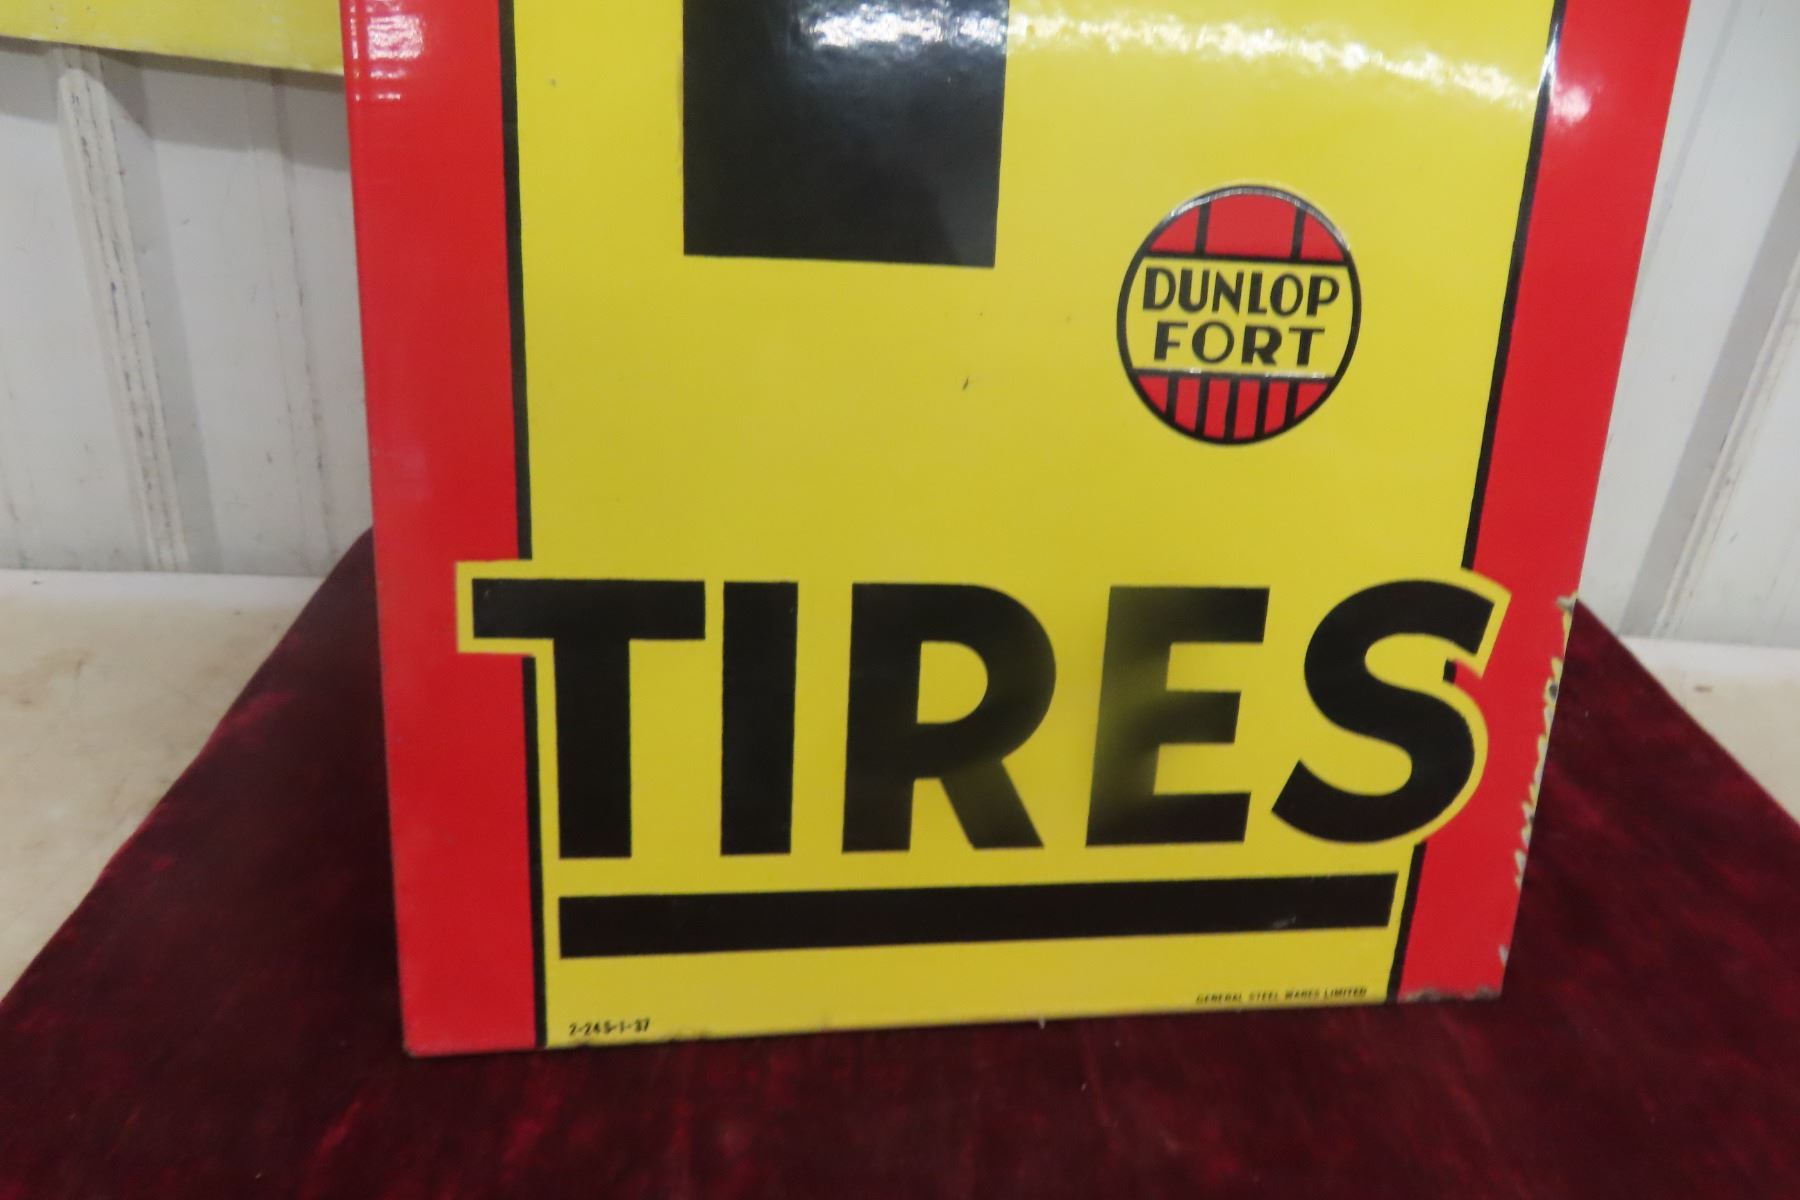 DUNLOP
FORT
TIRES
GENERAL STEEL WARES LIMITED
2-245-1-37